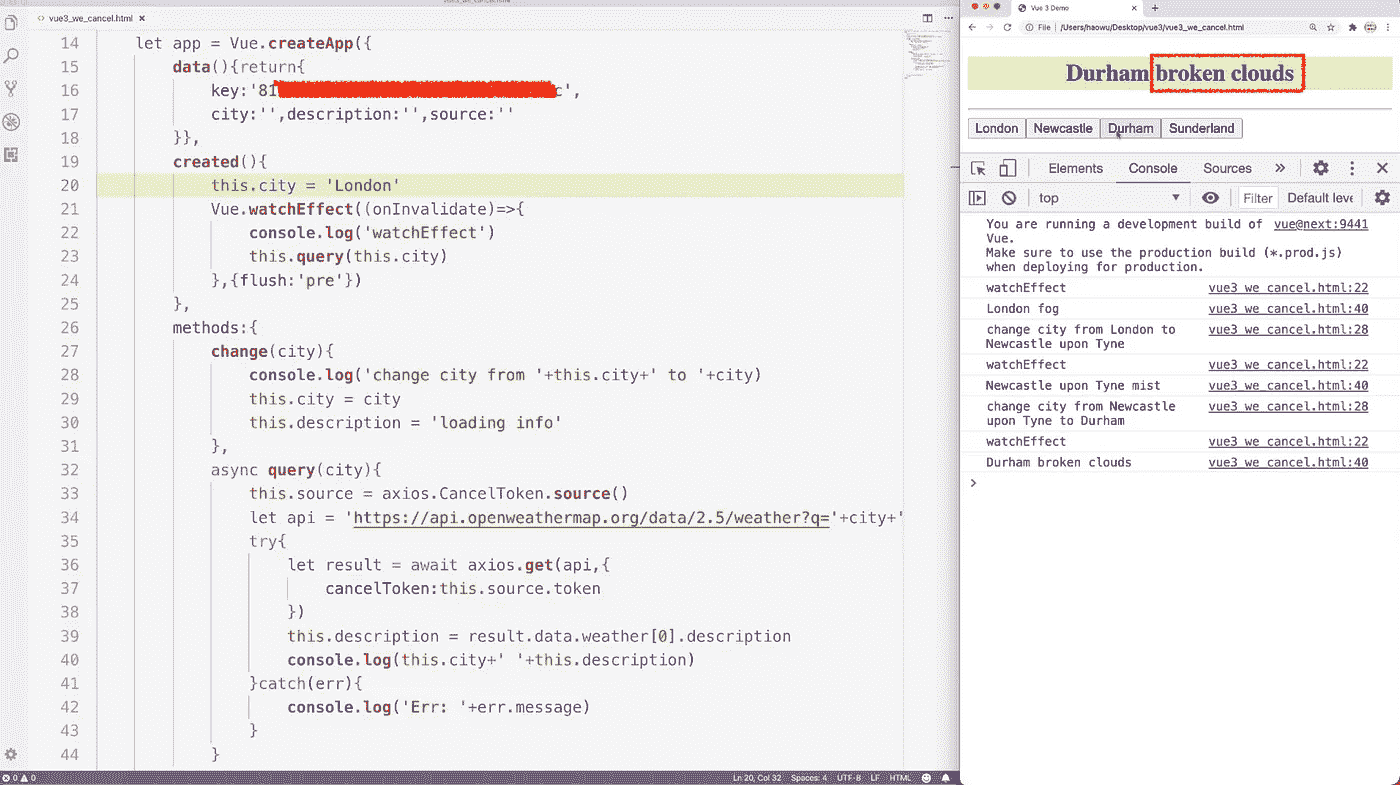 vue3_we_cancel.html
vue3_we_cancel.html
14 let app = Vue.createApp({
15 data(){return{
16 key:'81 c',
17 city:'',description:'',source:''
18 }},
19 created(){
20 this.city = 'London'
21 Vue.watchEffect((onInvalidate)=>{
22 console.log('watchEffect')
23 this.query(this.city)
24 },{flush:'pre'})
25 },
26 methods:{
27 change(city){
28 console.log('change city from '+this.city+' to '+city)
29 this.city = city
30 this.description = 'loading info'
31 },
32 async query(city){
33 this.source = axios.CancelToken.source()
34 let api = 'https://api.openweathermap.org/data/2.5/weather?q='+city+'
35 try{
36 let result = await axios.get(api,{
37 cancelToken:this.source.token
38 })
39 this.description = result.data.weather[0].description
40 console.log(this.city+' '+this.description)
41 }catch(err){
42 console.log('Err: '+err.message)
43 }
44 }
0 0 Ln 20, Col 32 Spaces: 4 UTF-8 LF HTML
Vue 3 Demo
File /Users/haowu/Desktop/vue3/vue3_we_cancel.html
Durham broken clouds
London Newcastle Durham Sunderland
Elements Console Sources »
top Filter Default leve
You are running a development build of vue@next:9441
Vue.
Make sure to use the production build (*.prod.js)
when deploying for production.
watchEffect vue3 we cancel.html:22
London fog vue3 we cancel.html:40
change city from London to vue3 we cancel.html:28
Newcastle upon Tyne
watchEffect vue3 we cancel.html:22
Newcastle upon Tyne mist vue3 we cancel.html:40
change city from Newcastle vue3 we cancel.html:28
upon Tyne to Durham
watchEffect vue3 we cancel.html:22
Durham broken clouds vue3 we cancel.html:40